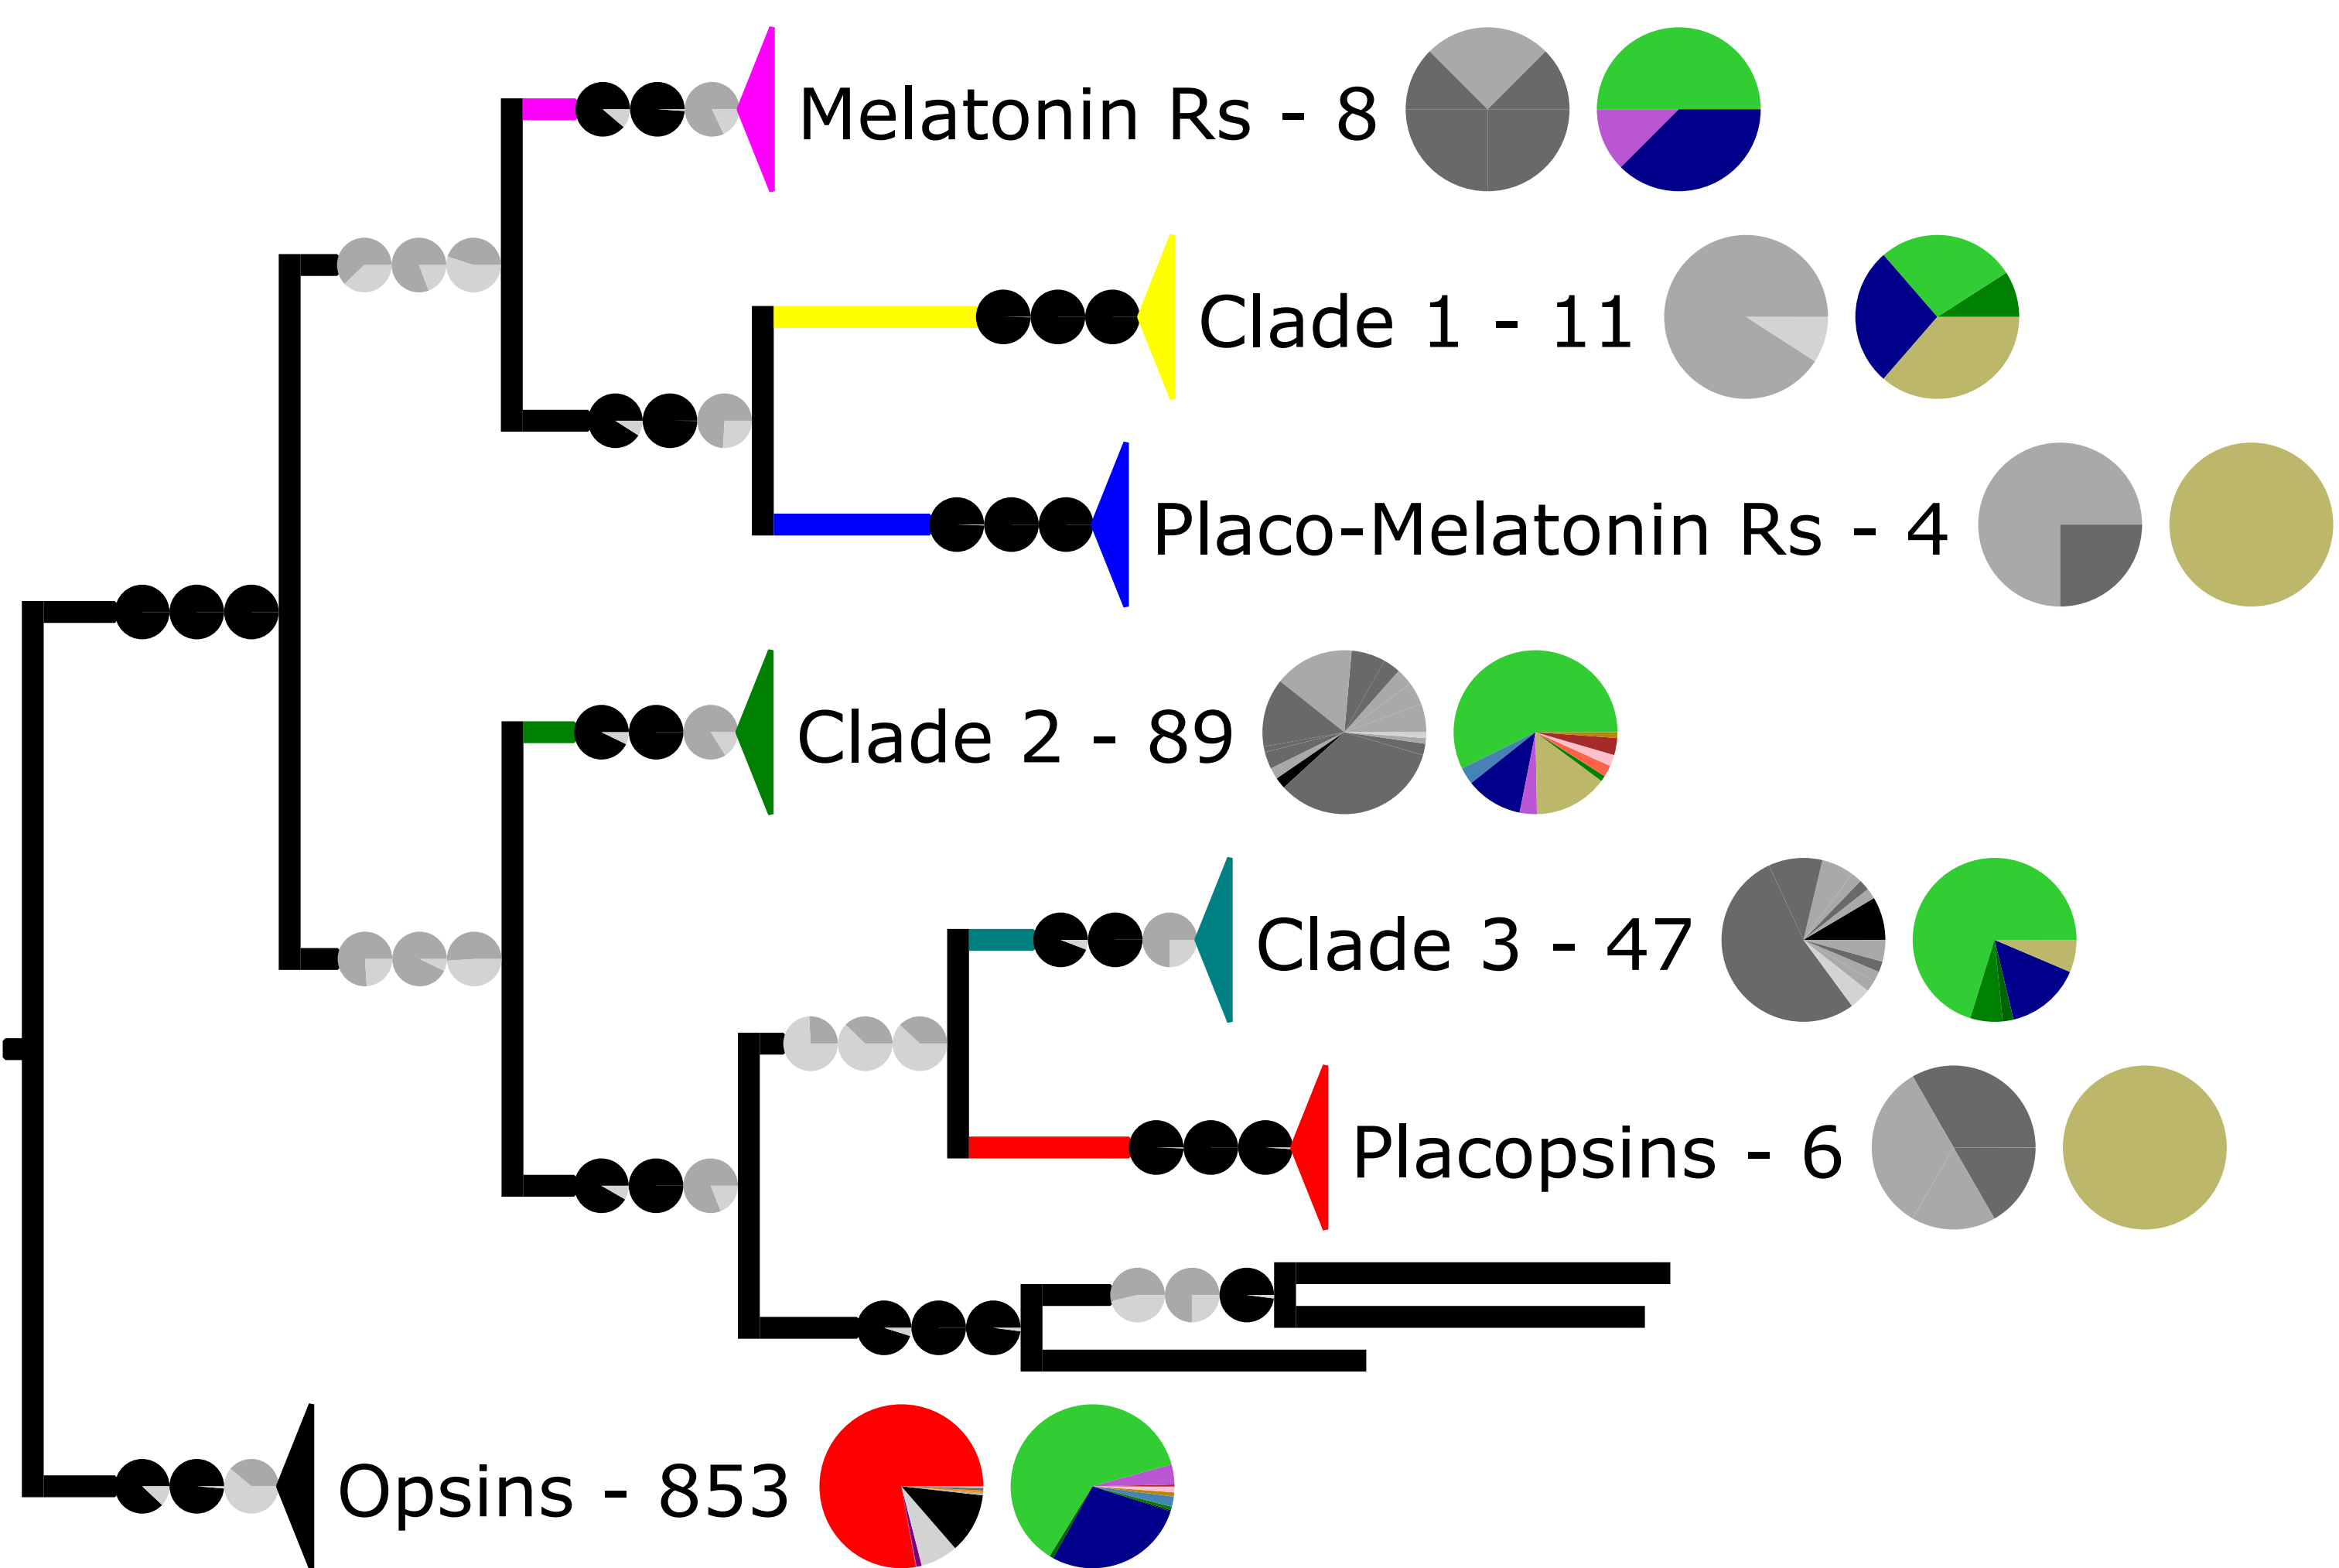 Melatonin Rs - 8
Clade 1 - 11
Placo-Melatonin Rs - 4
Clade 2 - 89
Clade 3 - 47
Placopsins - 6
Opsins - 853